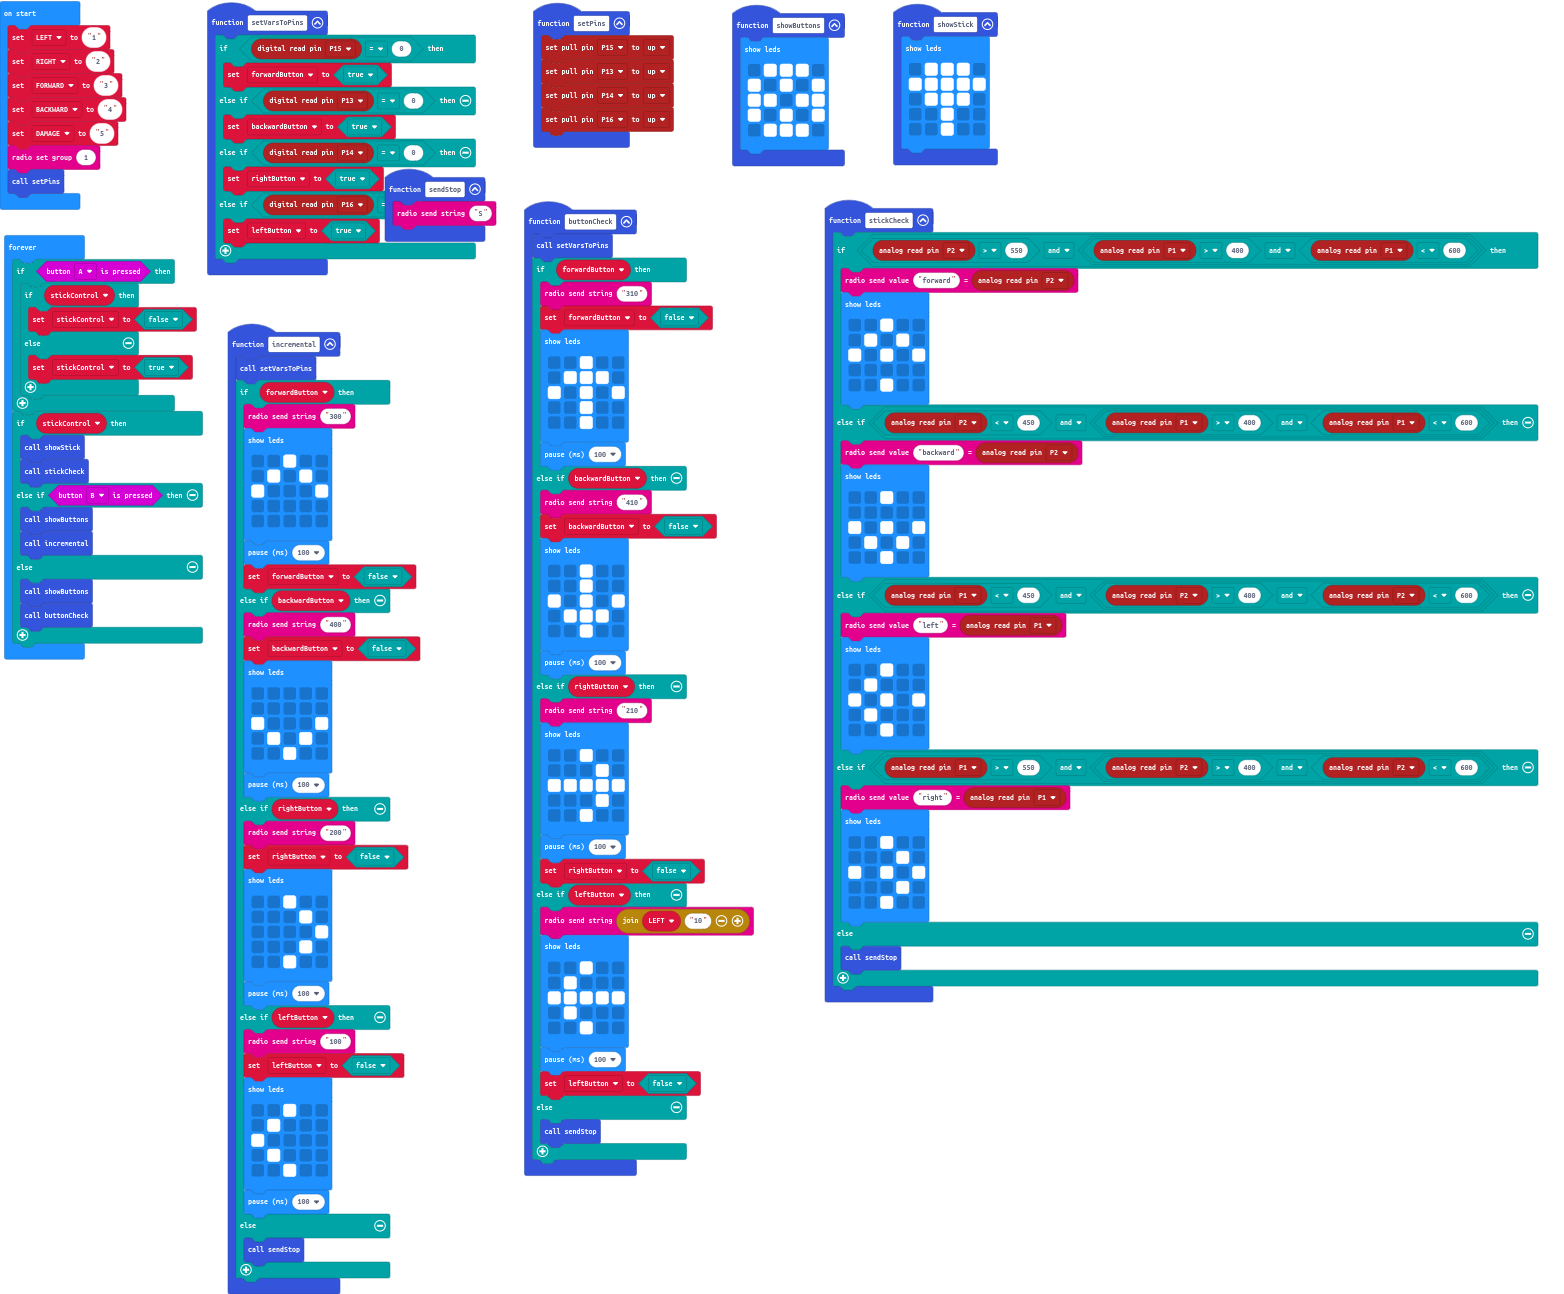 on start
set LEFT to "1"
set RIGHT to "2"
set FORWARD to "3"
set BACKWARD to "4"
set DAMAGE to "5"
radio set group 1
call setPins
forever
if button A is pressed then
if stickControl then
set stickControl to false
else
set stickControl to true
if stickControl then
call showStick
call stickCheck
else if button B is pressed then
call showButtons
call incremental
else
call showButtons
call buttonCheck
function setVarsToPins
if digital read pin P15 = 0 then
set forwardButton to true
else if digital read pin P13 = 0 then
set backwardButton to true
else if digital read pin P14 = 0 then
set rightButton to true
else if digital read pin P16 =
set leftButton to true
function sendStop
radio send string "S"
function incremental
call setVarsToPins
if forwardButton then
radio send string "300"
show leds
pause (ms) 100
set forwardButton to false
else if backwardButton then
radio send string "400"
set backwardButton to false
show leds
pause (ms) 100
else if rightButton then
radio send string "200"
set rightButton to false
show leds
pause (ms) 100
else if leftButton then
radio send string "100"
set leftButton to false
show leds
pause (ms) 100
else
call sendStop
function setPins
set pull pin P15 to up
set pull pin P13 to up
set pull pin P14 to up
set pull pin P16 to up
function showButtons
show leds
function showStick
show leds
function buttonCheck
call setVarsToPins
if forwardButton then
radio send string "310"
set forwardButton to false
show leds
pause (ms) 100
else if backwardButton then
radio send string "410"
set backwardButton to false
show leds
pause (ms) 100
else if rightButton then
radio send string "210"
show leds
pause (ms) 100
set rightButton to false
else if leftButton then
radio send string join LEFT "10"
show leds
pause (ms) 100
set leftButton to false
else
call sendStop
function stickCheck
if analog read pin P2 > 550 and analog read pin P1 > 400 and analog read pin P1 < 600 then
radio send value "forward" = analog read pin P2
show leds
else if analog read pin P2 < 450 and analog read pin P1 > 400 and analog read pin P1 < 600 then
radio send value "backward" = analog read pin P2
show leds
else if analog read pin P1 < 450 and analog read pin P2 > 400 and analog read pin P2 < 600 then
radio send value "left" = analog read pin P1
show leds
else if analog read pin P1 > 550 and analog read pin P2 > 400 and analog read pin P2 < 600 then
radio send value "right" = analog read pin P1
show leds
else
call sendStop